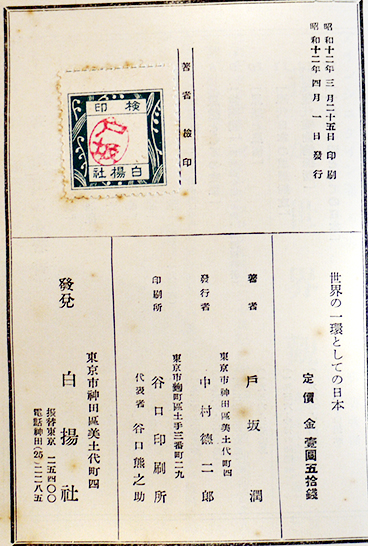 昭和十二年三月二十五日 印刷
昭和十二年四月一日 發行
著者檢印
檢印
白揚社
世界の一環としての日本
定價 金壹圓五拾錢
著者 戸坂潤
東京市神田區美土代町四
發行者 中村德二郎
東京市麴町區土手三番町二九
印刷所 谷口印刷所
代表者 谷口熊之助
東京市神田區美土代町四
發兌 白揚社
振替東京二五四〇〇
電話神田(25)二二八五